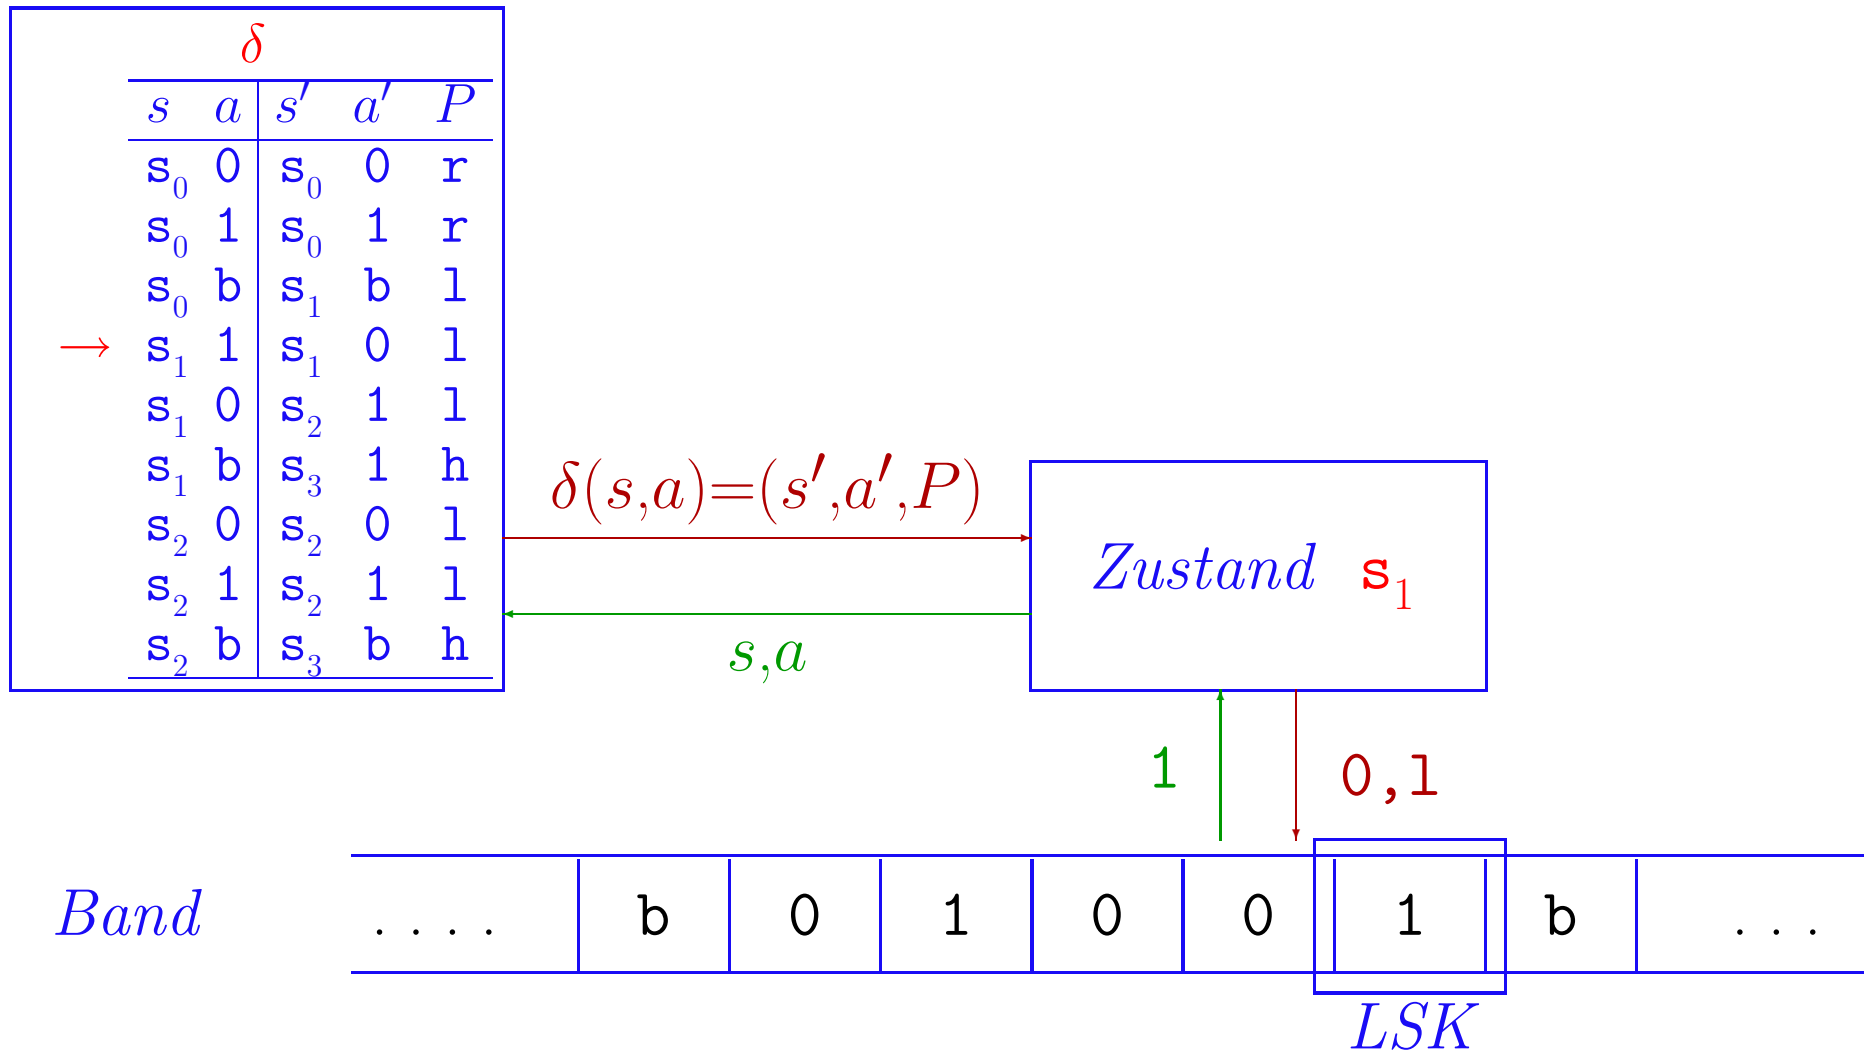 δ
s a s′ a′ P
s₀ 0 s₀ 0 r
s₀ 1 s₀ 1 r
s₀ b s₁ b l
→ s₁ 1 s₁ 0 l
s₁ 0 s₂ 1 l
s₁ b s₃ 1 h
s₂ 0 s₂ 0 l
s₂ 1 s₂ 1 l
s₂ b s₃ b h
δ(s,a)=(s′,a′,P)
s,a
Zustand s₁
1
0,l
Band . . . . b 0 1 0 0 1 b . . .
LSK